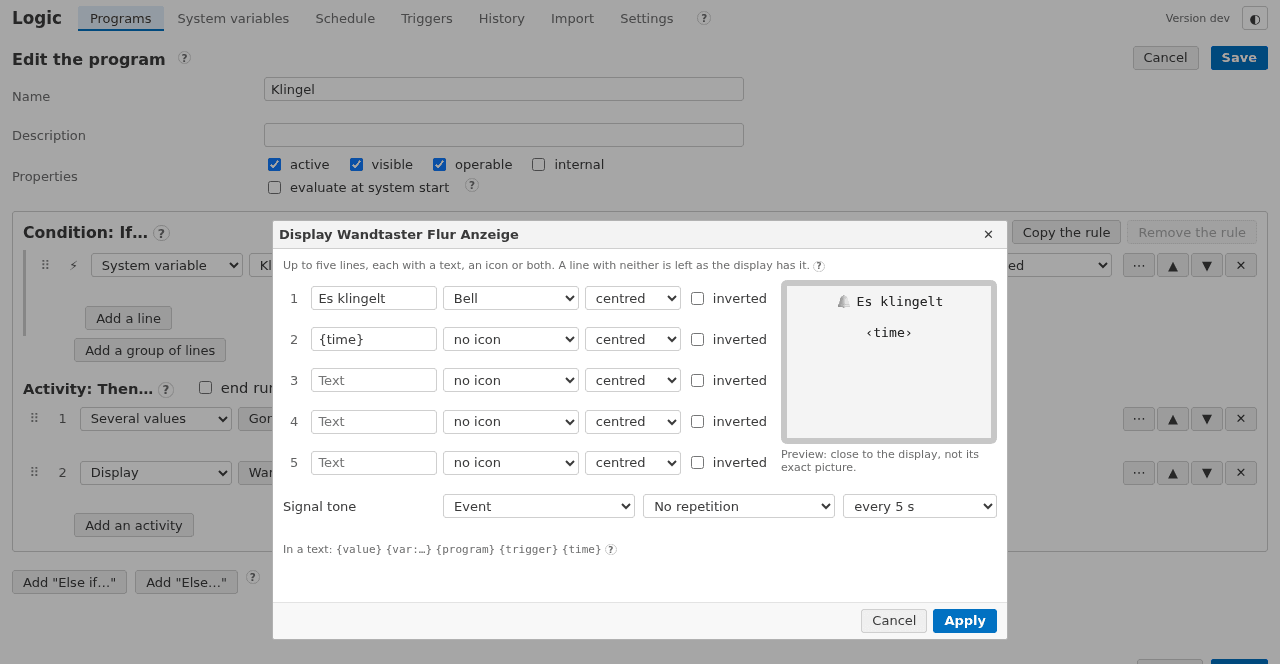 Logic Programs System variables Schedule Triggers History Import Settings ? Version dev
Edit the program ? Cancel Save
Name Klingel
Description
Properties active visible operable internal
evaluate at system start ?
Condition: If… ? Copy the rule Remove the rule
System variable
Add a line
Add a group of lines
Activity: Then… ? end
1 Several values
2 Display
Add an activity
Add "Else if…" Add "Else…" ?
Display Wandtaster Flur Anzeige ✕
Up to five lines, each with a text, an icon or both. A line with neither is left as the display has it. ?
1 Es klingelt Bell centred inverted
2 {time} no icon centred inverted
3 Text no icon centred inverted
4 Text no icon centred inverted
5 Text no icon centred inverted
Es klingelt
‹time›
Preview: close to the display, not its
exact picture.
Signal tone Event No repetition every 5 s
In a text: {value} {var:…} {program} {trigger} {time} ?
Cancel Apply